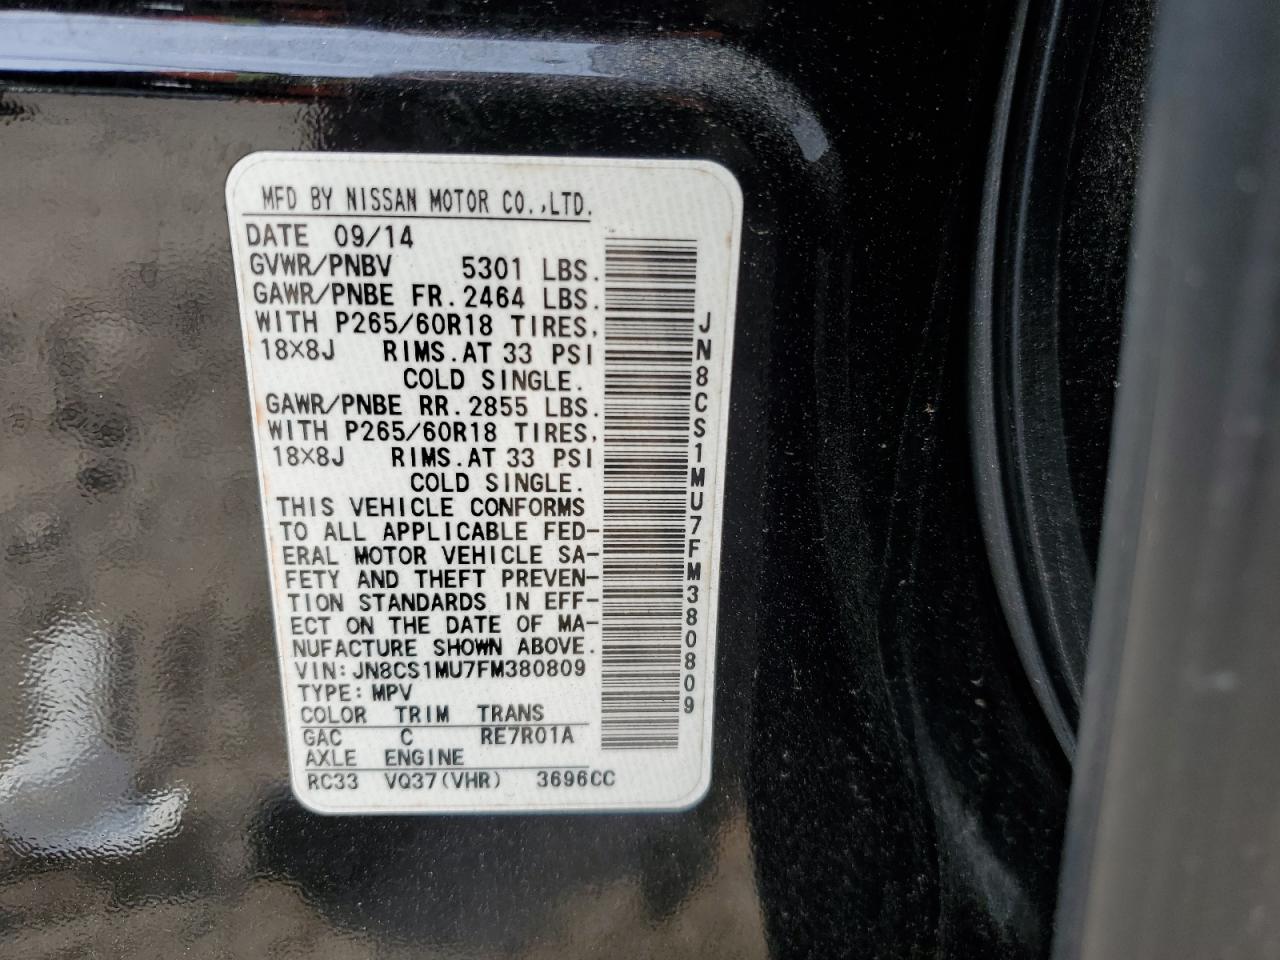 MFD BY NISSAN MOTOR CO.,LTD.
DATE 09/14
GVWR/PNBV 5301 LBS.
GAWR/PNBE FR.2464 LBS.
WITH P265/60R18 TIRES.
18X8J RIMS.AT 33 PSI
COLD SINGLE.
GAWR/PNBE RR.2855 LBS.
WITH P265/60R18 TIRES.
18X8J RIMS.AT 33 PSI
COLD SINGLE.
THIS VEHICLE CONFORMS
TO ALL APPLICABLE FED-
ERAL MOTOR VEHICLE SA-
FETY AND THEFT PREVEN-
TION STANDARDS IN EFF-
ECT ON THE DATE OF MA-
NUFACTURE SHOWN ABOVE.
VIN:JN8CS1MU7FM380809
TYPE:MPV
COLOR TRIM TRANS
GAC C RE7R01A
AXLE ENGINE
RC33 VQ37(VHR) 3696CC
JN8CS1MU7FM380809